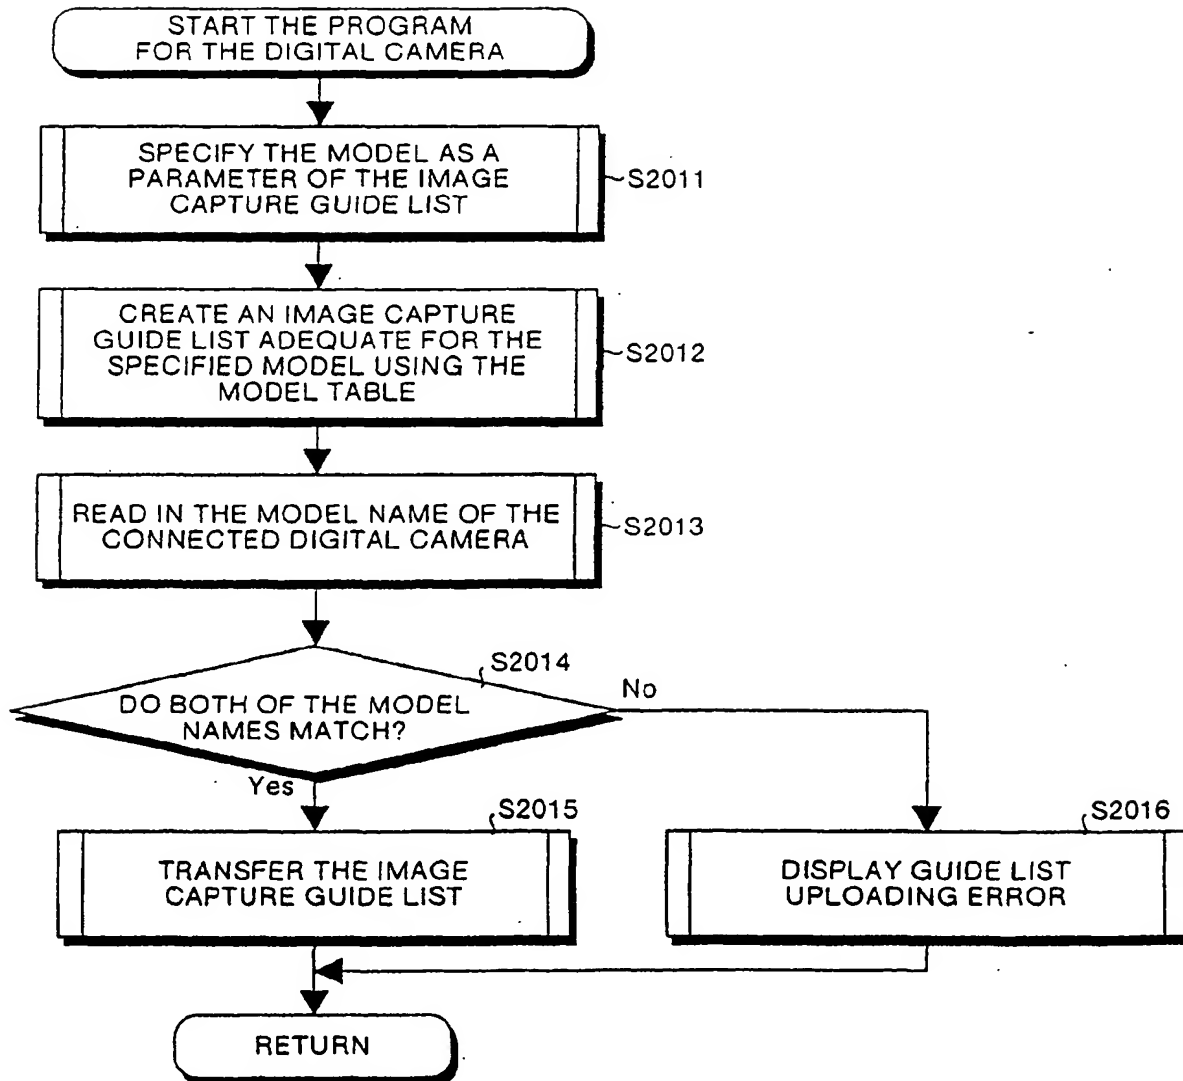 START THE PROGRAM
FOR THE DIGITAL CAMERA
SPECIFY THE MODEL AS A
PARAMETER OF THE IMAGE
CAPTURE GUIDE LIST
S2011
CREATE AN IMAGE CAPTURE
GUIDE LIST ADEQUATE FOR THE
SPECIFIED MODEL USING THE
MODEL TABLE
S2012
READ IN THE MODEL NAME OF THE
CONNECTED DIGITAL CAMERA
S2013
S2014
DO BOTH OF THE MODEL
NAMES MATCH?
No
Yes
S2015
TRANSFER THE IMAGE
CAPTURE GUIDE LIST
S2016
DISPLAY GUIDE LIST
UPLOADING ERROR
RETURN